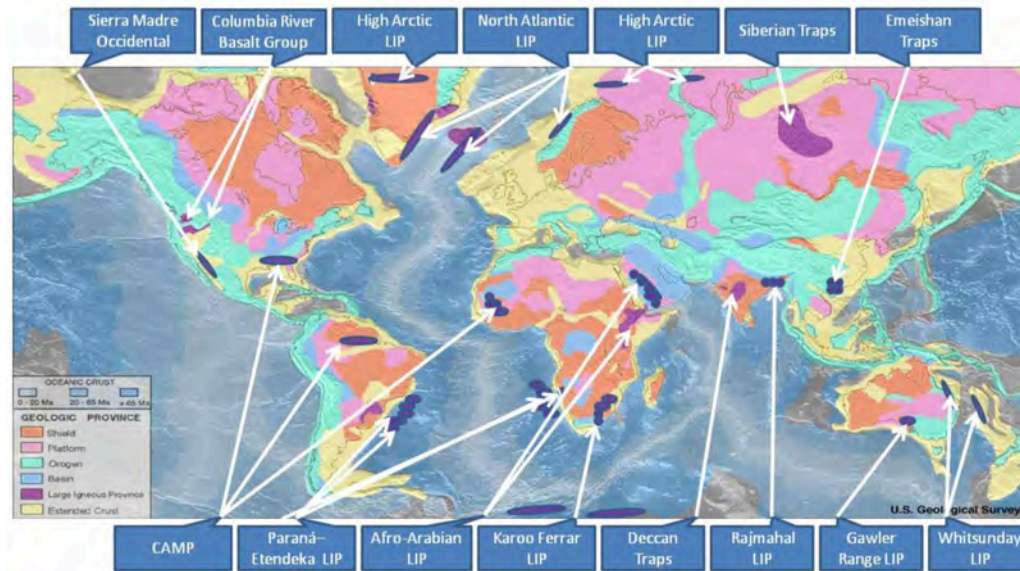 Sierra Madre
Occidental
Columbia River
Basalt Group
High Arctic
LIP
North Atlantic
LIP
High Arctic
LIP
Siberian Traps
Emeishan
Traps
OCEANIC CRUST
0 - 20 Ma
20 - 65 Ma
> 65 Ma
GEOLOGIC PROVINCE
Shield
Platform
Orogen
Basin
Large Igneous Province
Extended Crust
U.S. Geological Survey
CAMP
Paraná–
Etendeka LIP
Afro-Arabian
LIP
Karoo Ferrar
LIP
Deccan
Traps
Rajmahal
LIP
Gawler
Range LIP
Whitsunday
LIP